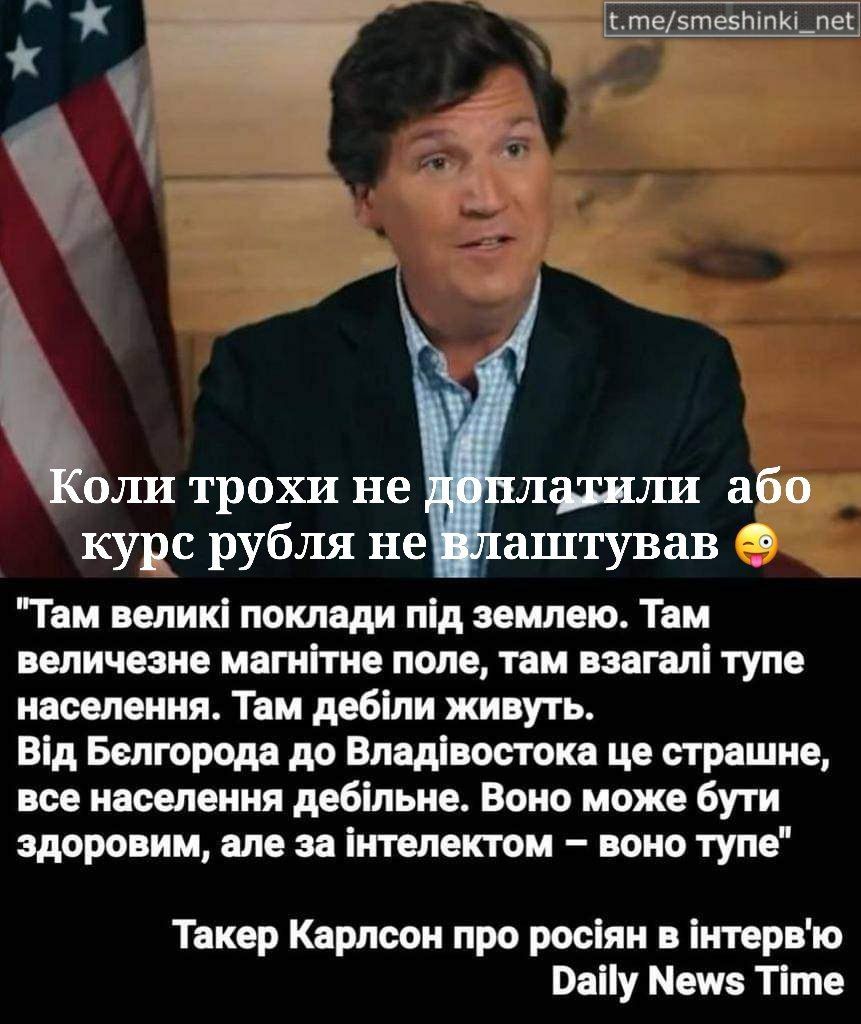 t.me/smeshinki_net
Коли трохи не доплатили або
курс рубля не влаштував 😜
"Там великі поклади під землею. Там
величезне магнітне поле, там взагалі тупе
населення. Там дебіли живуть.
Від Бєлгорода до Владівостока це страшне,
все населення дебільне. Воно може бути
здоровим, але за інтелектом – воно тупе"
Такер Карлсон про росіян в інтерв'ю
Daily News Time